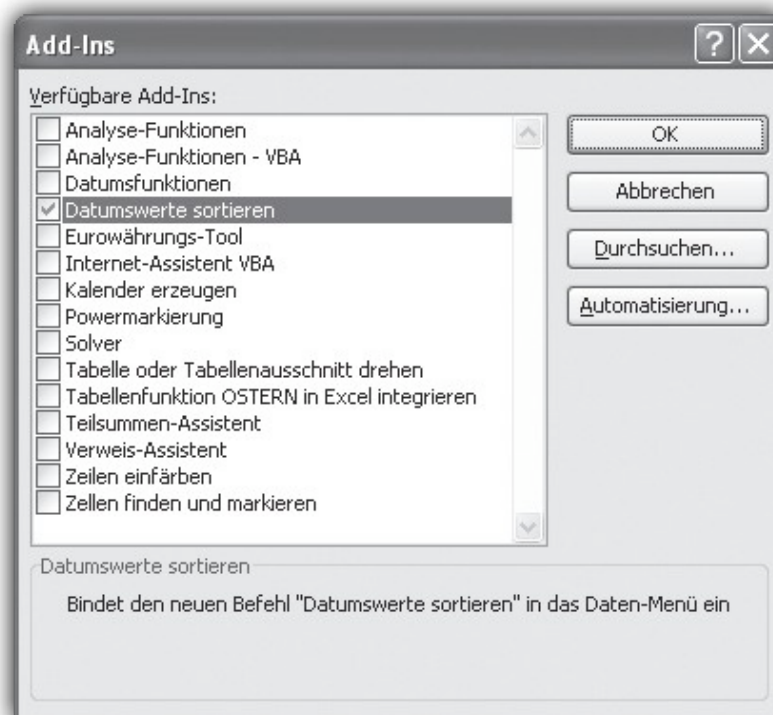 Add-Ins
Verfügbare Add-Ins:
Analyse-Funktionen
Analyse-Funktionen - VBA
Datumsfunktionen
Datumswerte sortieren
Eurowährungs-Tool
Internet-Assistent VBA
Kalender erzeugen
Powermarkierung
Solver
Tabelle oder Tabellenausschnitt drehen
Tabellenfunktion OSTERN in Excel integrieren
Teilsummen-Assistent
Verweis-Assistent
Zeilen einfärben
Zellen finden und markieren
OK
Abbrechen
Durchsuchen...
Automatisierung...
Datumswerte sortieren
Bindet den neuen Befehl "Datumswerte sortieren" in das Daten-Menü ein